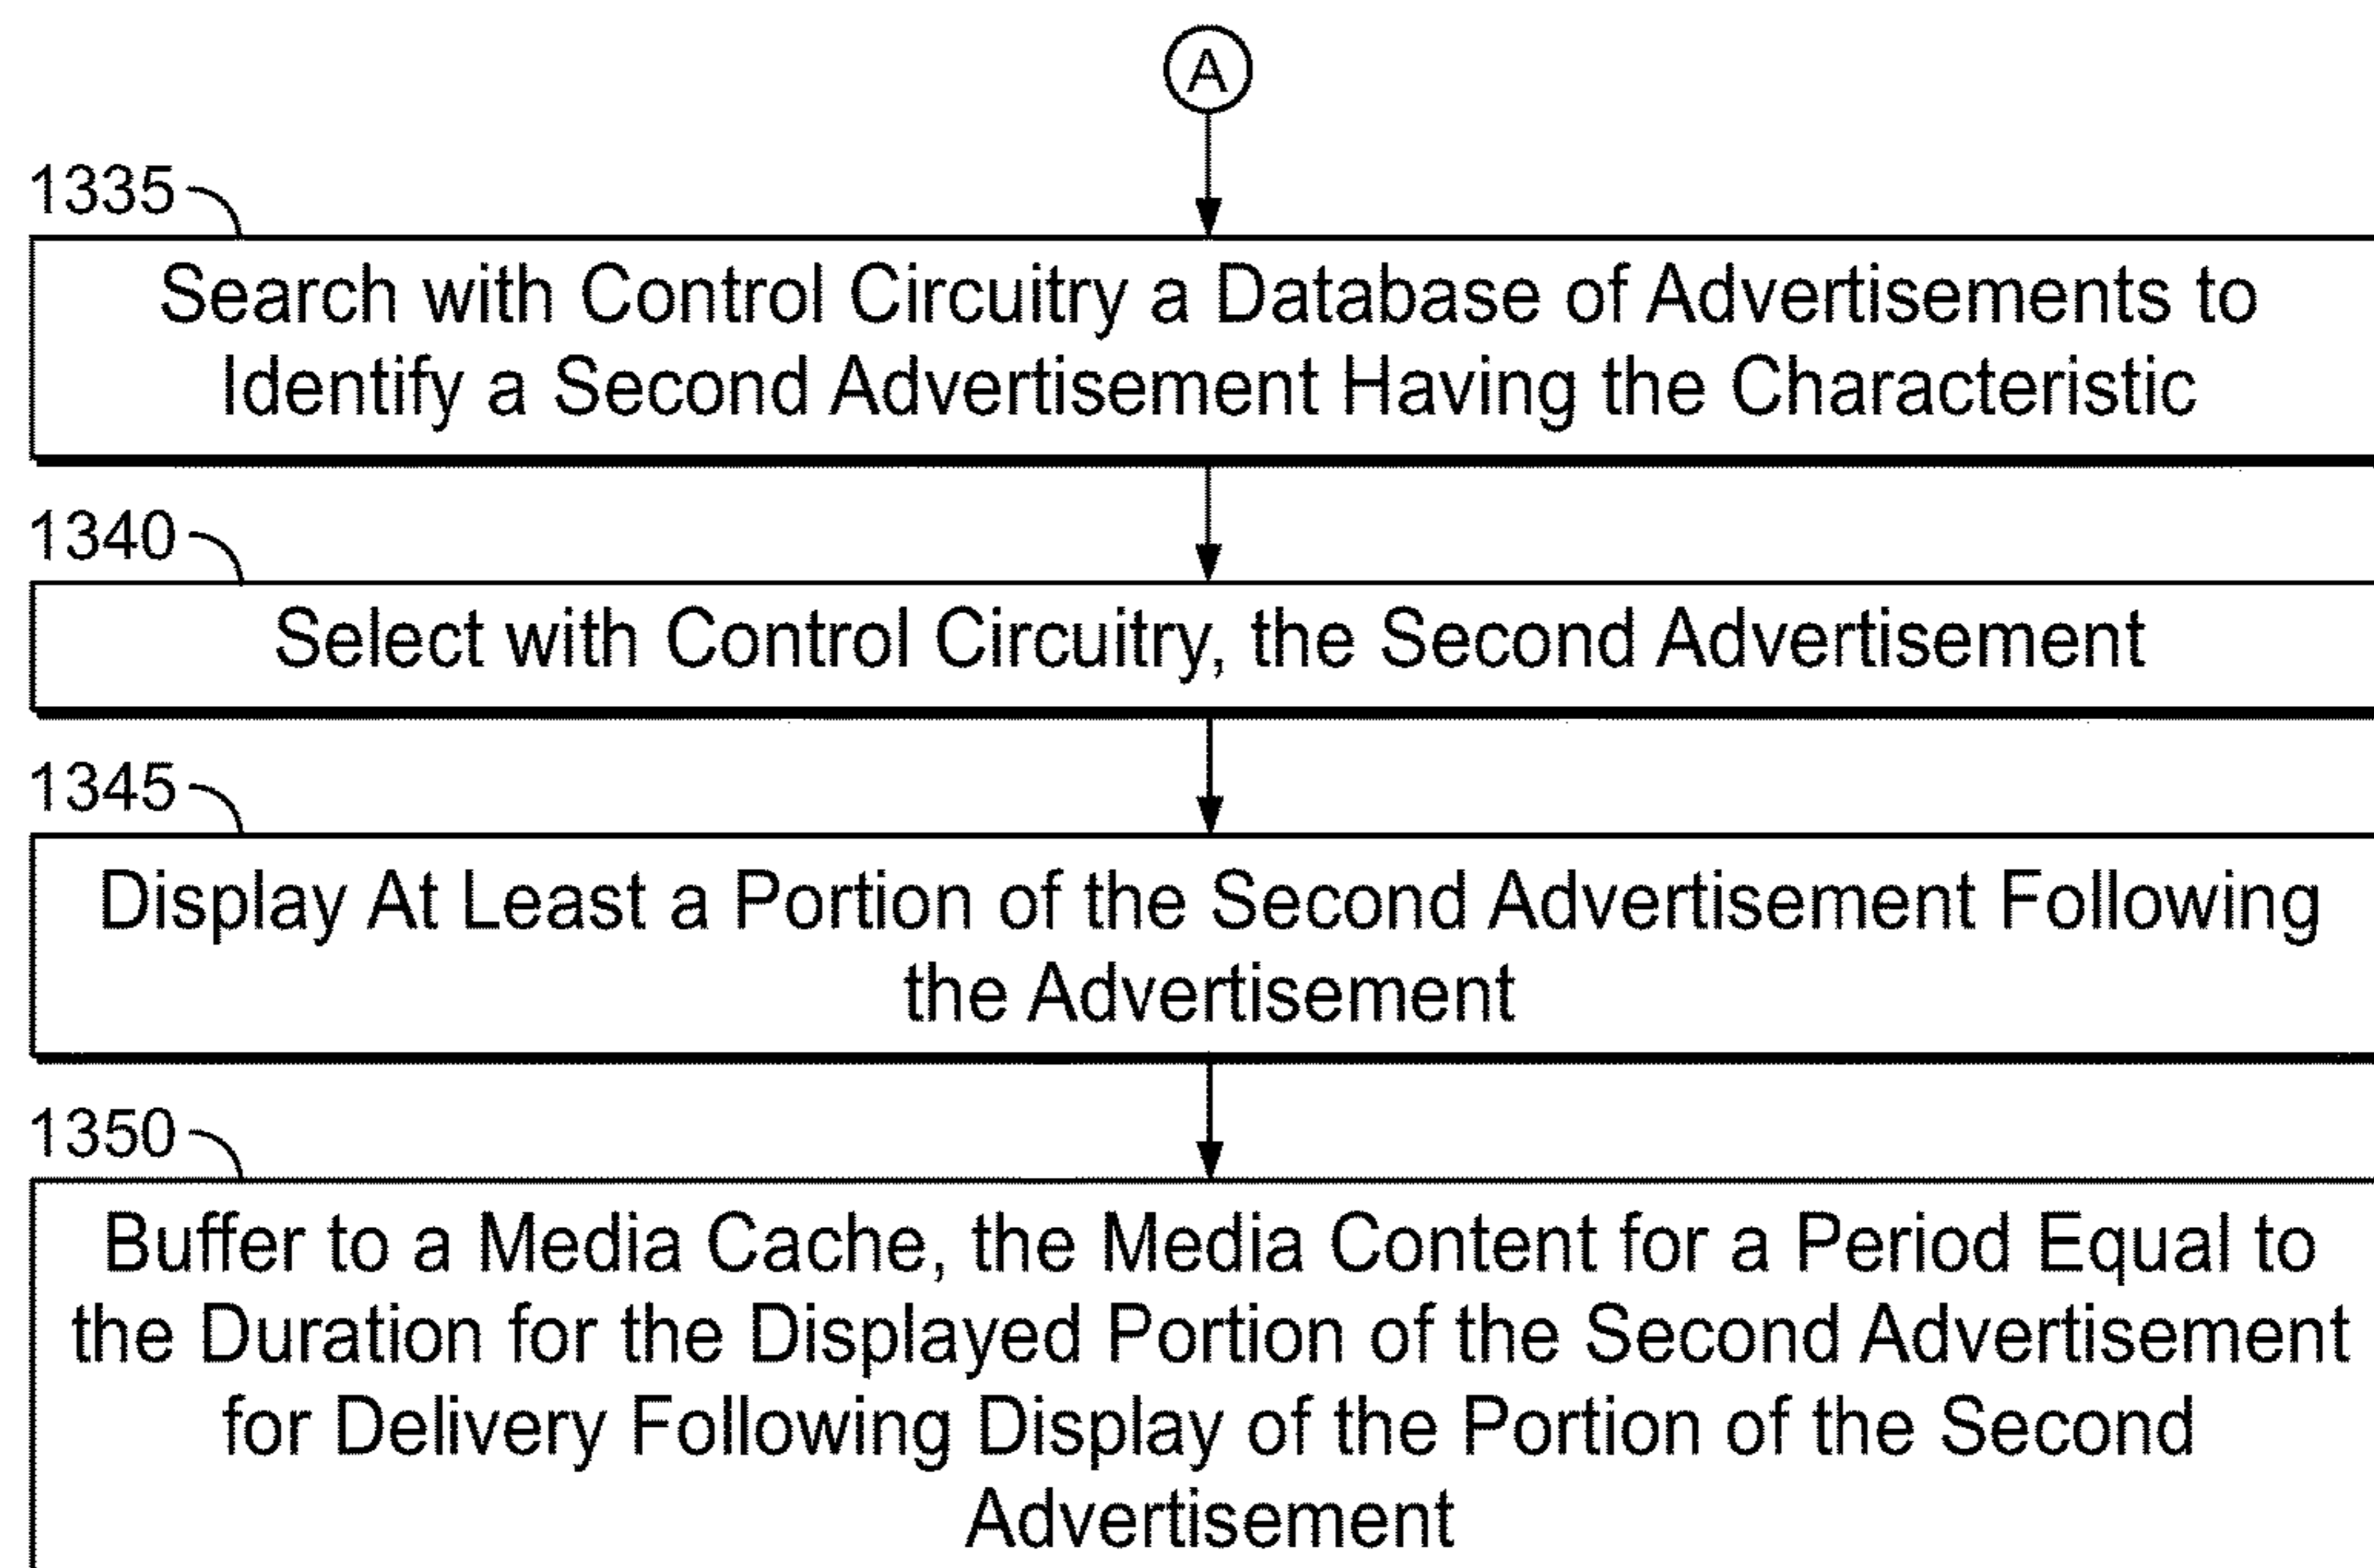 A
1335
Search with Control Circuitry a Database of Advertisements to
Identify a Second Advertisement Having the Characteristic
1340
Select with Control Circuitry, the Second Advertisement
1345
Display At Least a Portion of the Second Advertisement Following
the Advertisement
1350
Buffer to a Media Cache, the Media Content for a Period Equal to
the Duration for the Displayed Portion of the Second Advertisement
for Delivery Following Display of the Portion of the Second
Advertisement